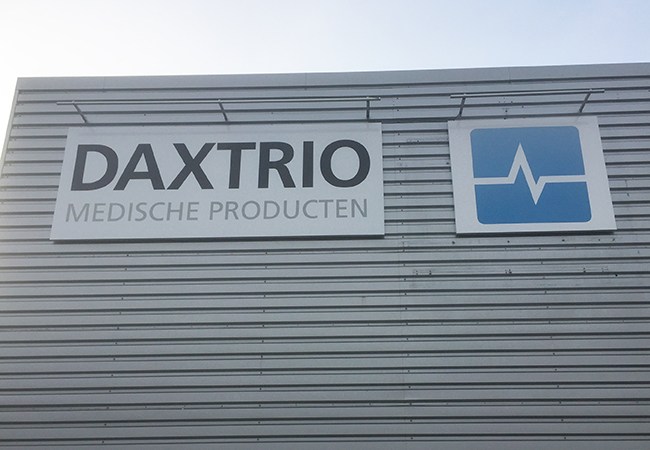 DAXTRIO
MEDISCHE PRODUCTEN